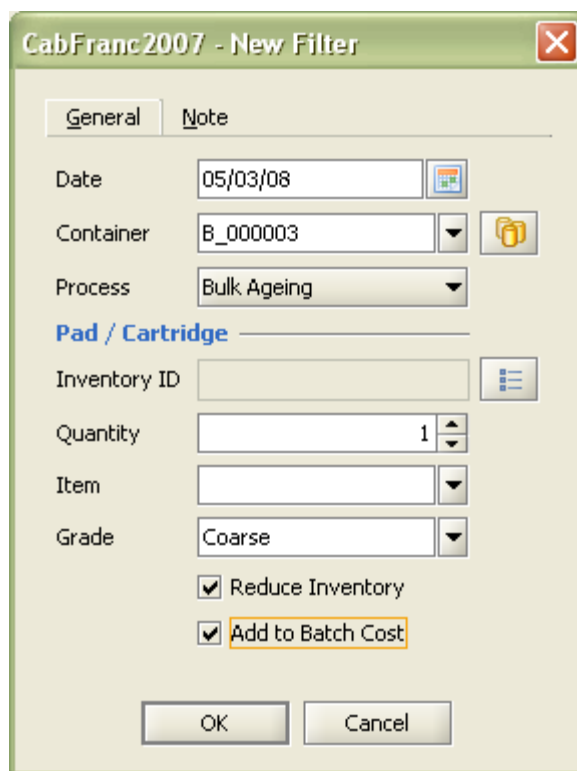 CabFranc2007 - New Filter
General Note
Date 05/03/08
Container B_000003
Process Bulk Ageing
Pad / Cartridge
Inventory ID
Quantity 1
Item
Grade Coarse
Reduce Inventory
Add to Batch Cost
OK Cancel